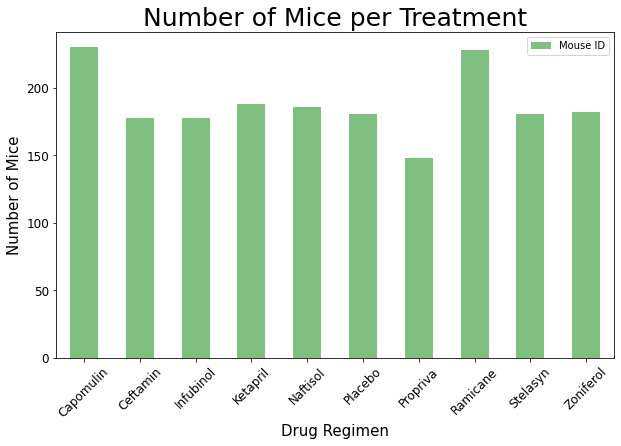 Number of Mice per Treatment
Mouse ID
Number of Mice
200
150
100
50
0
Capomulin
Ceftamin
Infubinol
Ketapril
Naftisol
Placebo
Propriva
Ramicane
Stelasyn
Zoniferol
Drug Regimen